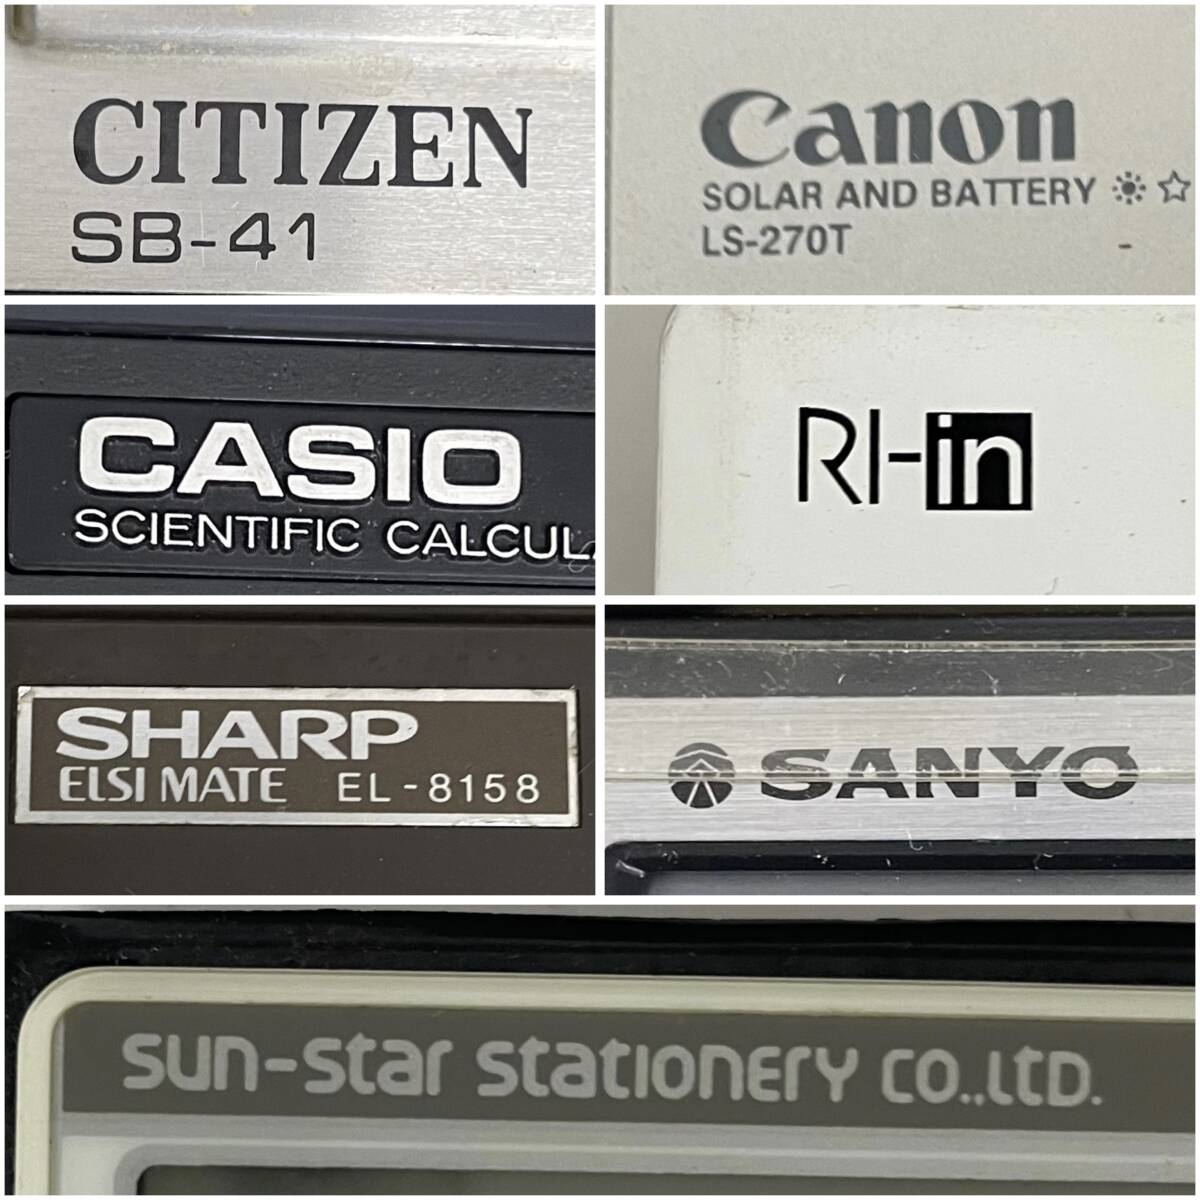 CITIZEN
SB-41
Canon
SOLAR AND BATTERY
LS-270T
CASIO
SCIENTIFIC CALCUL
RI-in
SHARP
ELSI MATE EL-8158
SANYO
sun-star stationery co.,ltd.